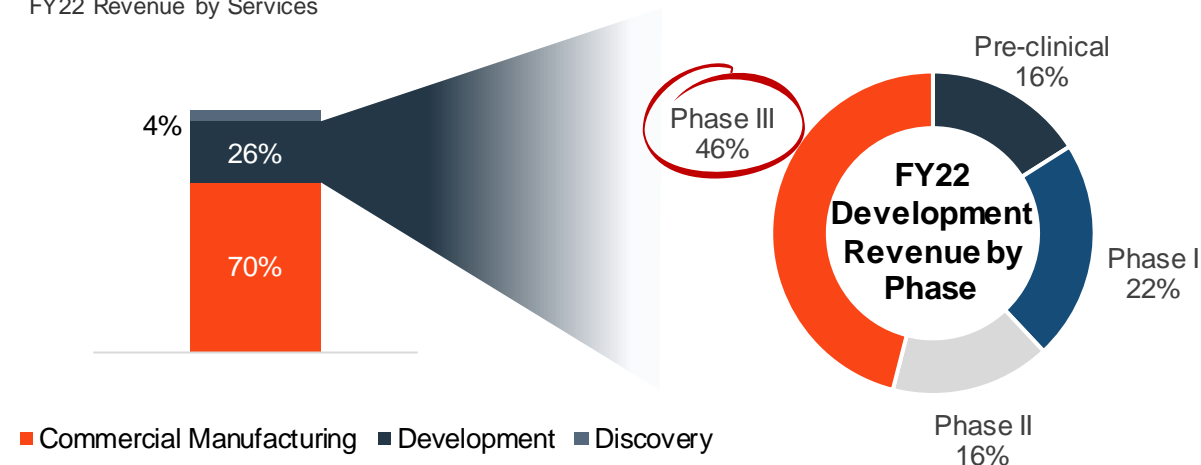 FY22 Revenue by Services
4%
26%
70%
Commercial Manufacturing
Development
Discovery
Phase III
46%
Pre-clinical
16%
FY22
Development
Revenue by
Phase
Phase I
22%
Phase II
16%